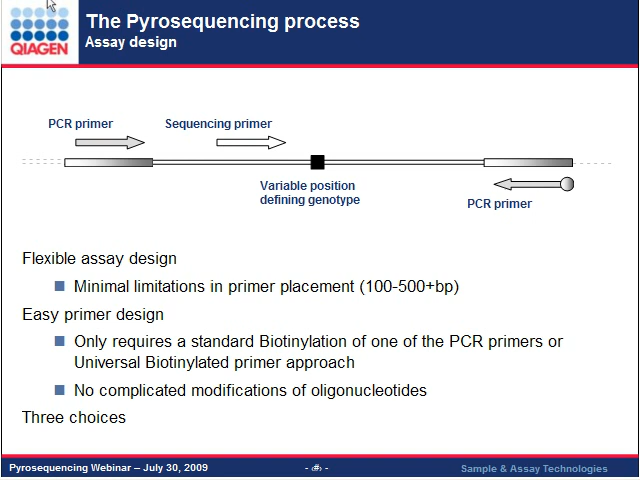 The Pyrosequencing process
Assay design
QIAGEN
PCR primer
Sequencing primer
Variable position
defining genotype
PCR primer
Flexible assay design
Minimal limitations in primer placement (100-500+bp)
Easy primer design
Only requires a standard Biotinylation of one of the PCR primers or
Universal Biotinylated primer approach
No complicated modifications of oligonucleotides
Three choices
Pyrosequencing Webinar – July 30, 2009
- ‹#› -
Sample & Assay Technologies